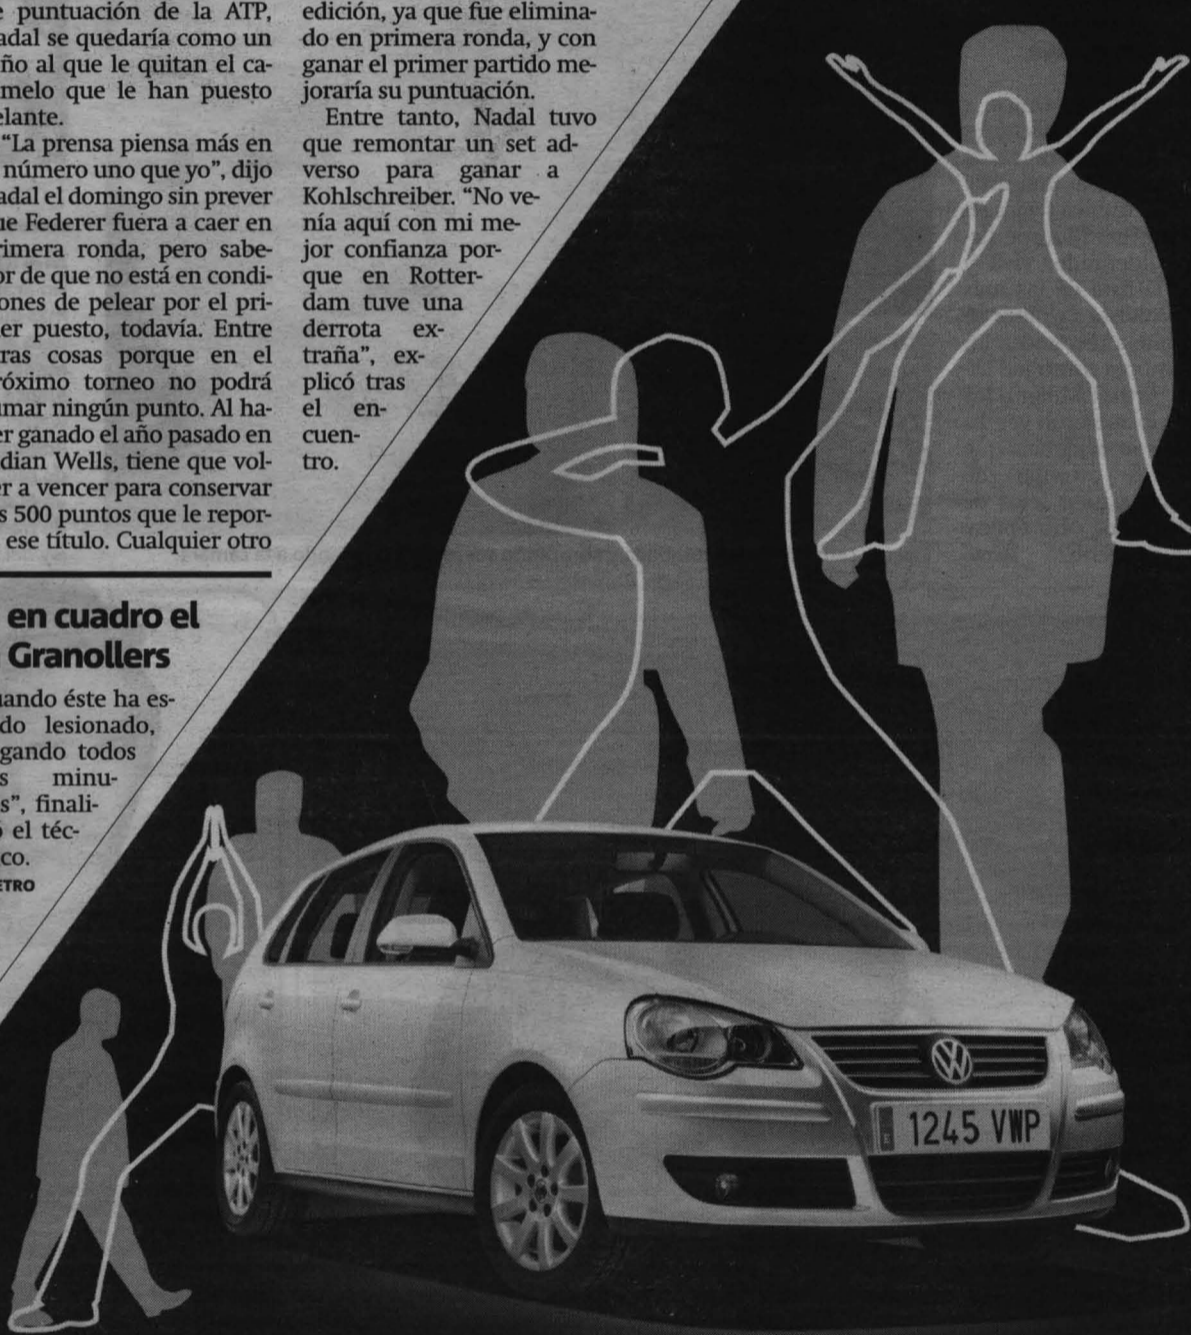 e puntuación de la ATP,
adal se quedaría como un
ño al que le quitan el ca-
melo que le han puesto
elante.
“La prensa piensa más en
número uno que yo”, dijo
adal el domingo sin prever
ue Federer fuera a caer en
rimera ronda, pero sabe-
or de que no está en condi-
ones de pelear por el pri-
er puesto, todavía. Entre
ras cosas porque en el
róximo torneo no podrá
umar ningún punto. Al ha-
er ganado el año pasado en
dian Wells, tiene que vol-
er a vencer para conservar
s 500 puntos que le repor-
ese título. Cualquier otro
edición, ya que fue elimina-
do en primera ronda, y con
ganar el primer partido me-
joraría su puntuación.
Entre tanto, Nadal tuvo
que remontar un set ad-
verso para ganar a
Kohlschreiber. “No ve-
nía aquí con mi me-
jor confianza por-
que en Rotter-
dam tuve una
derrota ex-
traña”, ex-
plicó tras
el en-
cuen-
tro.
en cuadro el
Granollers
uando éste ha es-
do lesionado,
gando todos
s minu-
s”, finali-
ó el téc-
co.
ETRO
VW
E 1245 VWP